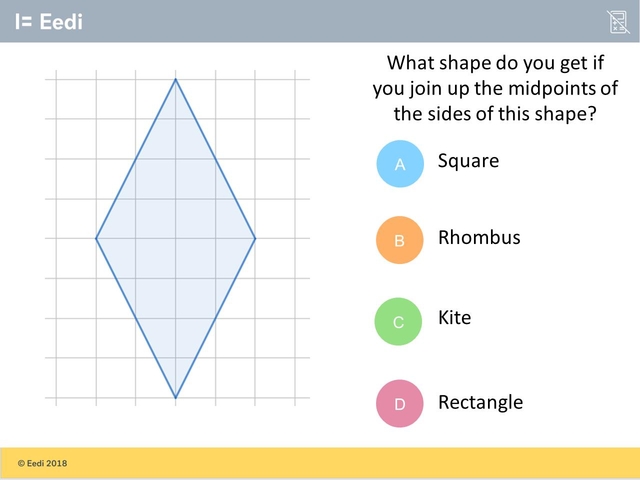 Eedi
What shape do you get if
you join up the midpoints of
the sides of this shape?
A Square
B Rhombus
C Kite
D Rectangle
© Eedi 2018